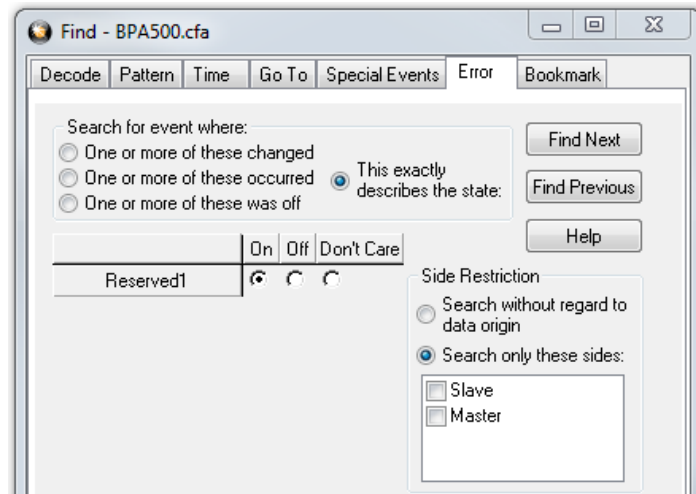 Find - BPA500.cfa
Decode Pattern Time Go To Special Events Error Bookmark
Search for event where:
One or more of these changed
One or more of these occurred
One or more of these was off
This exactly
describes the state:
Find Next
Find Previous
Help
On Off Don't Care
Reserved1
Side Restriction
Search without regard to
data origin
Search only these sides:
Slave
Master